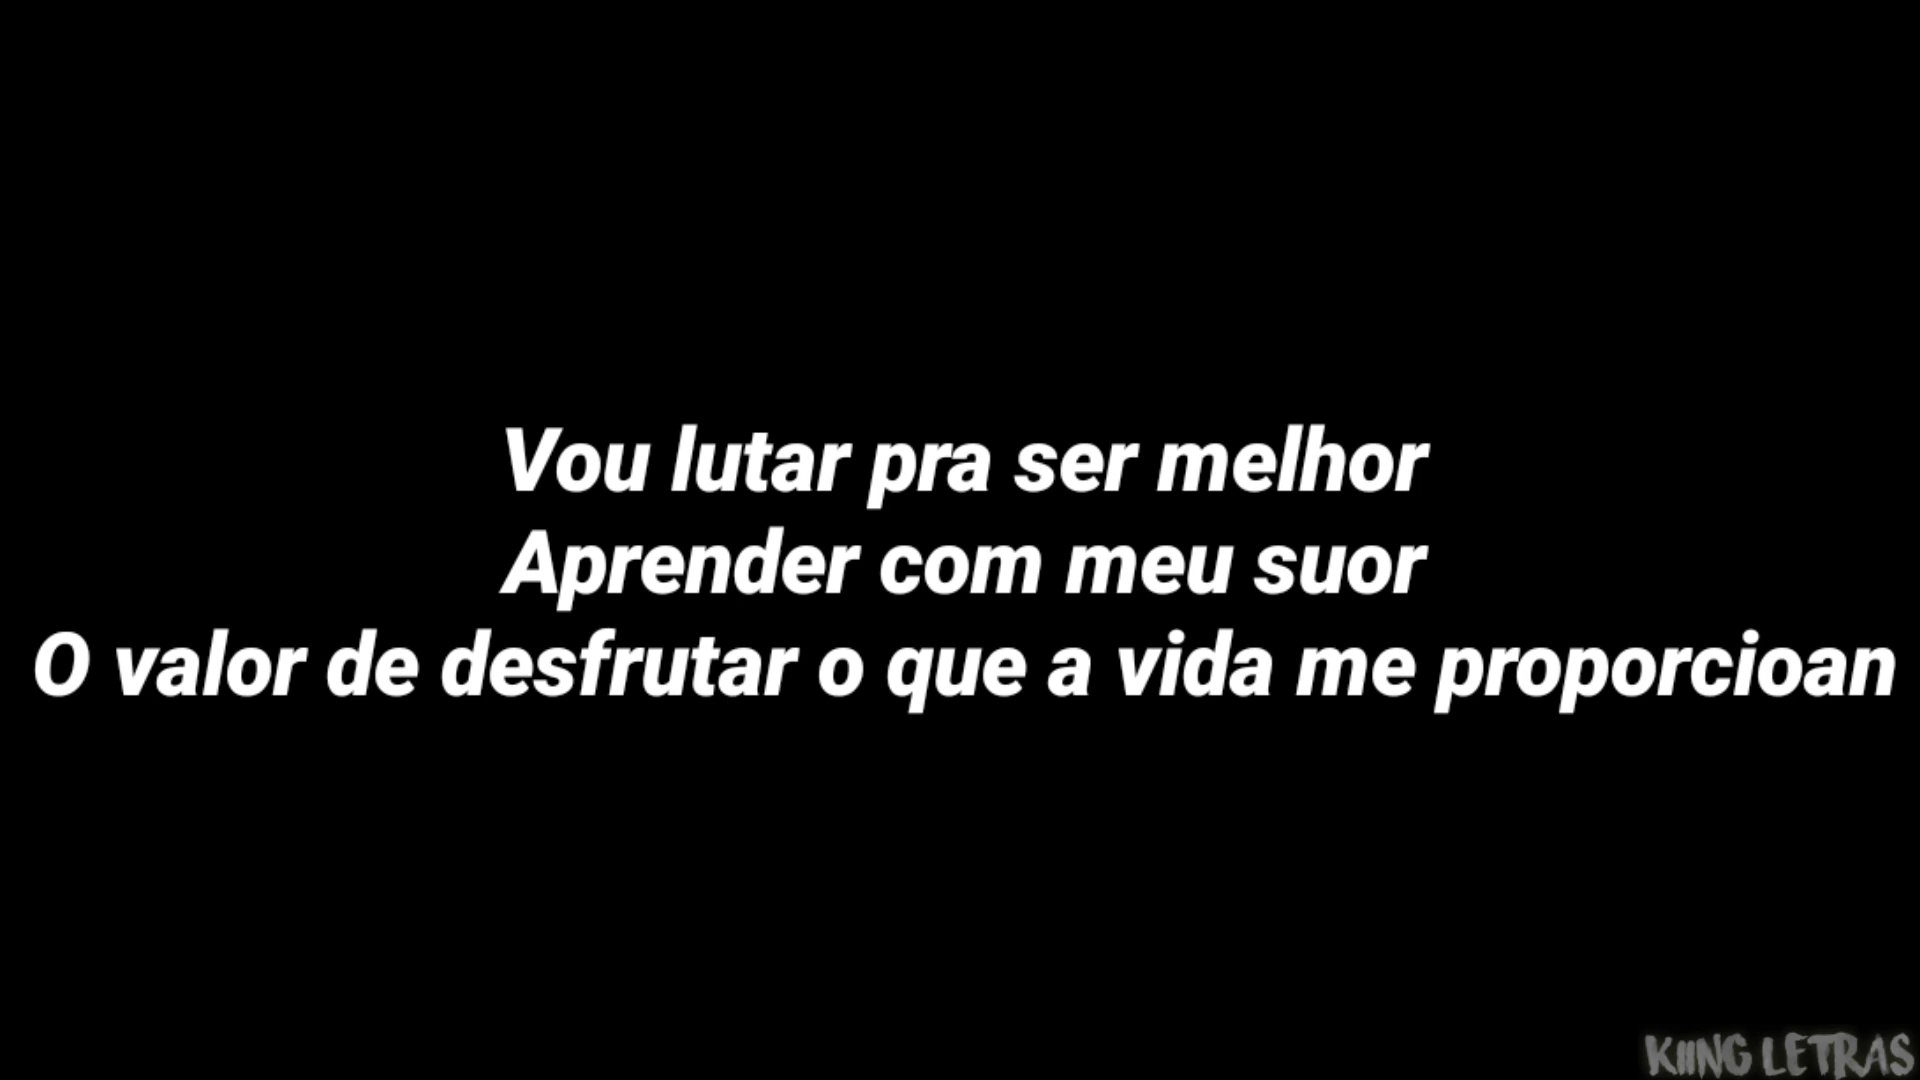 Vou lutar pra ser melhor
Aprender com meu suor
O valor de desfrutar o que a vida me proporcioan
KIING LETRAS